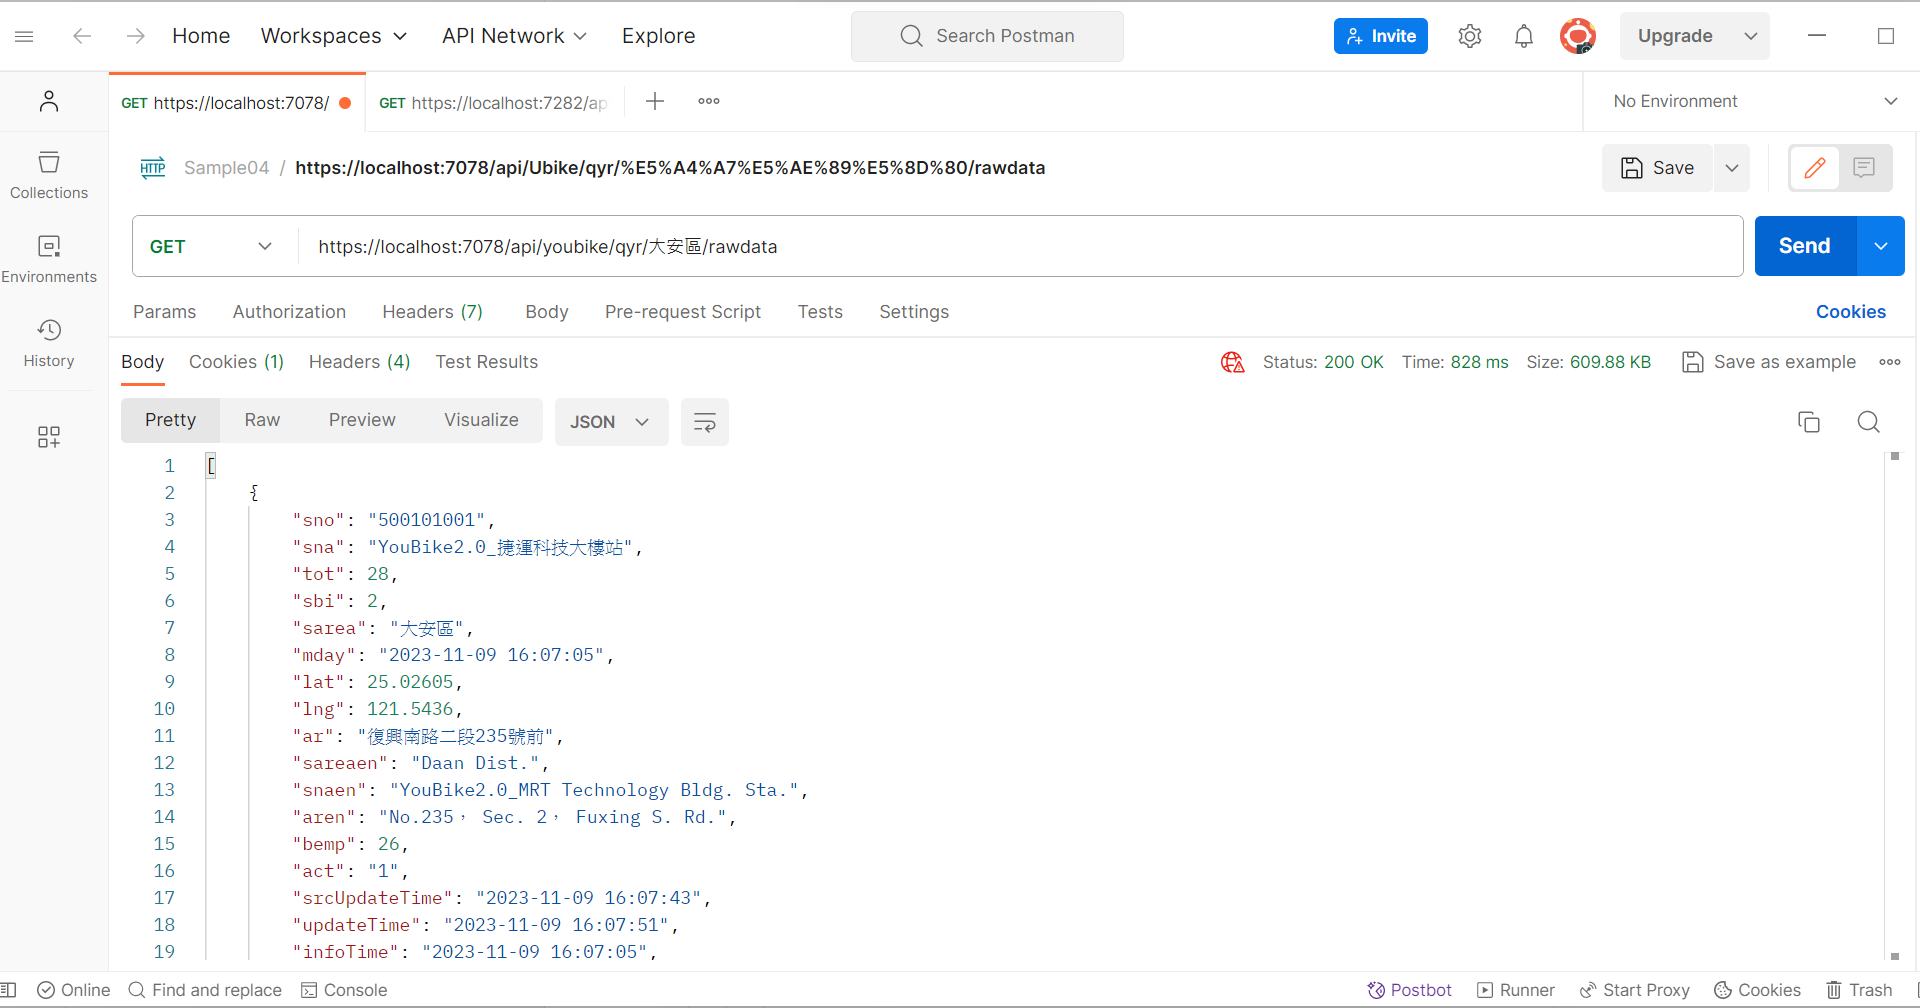 Home Workspaces API Network Explore Search Postman Invite Upgrade
GET https://localhost:7078/ GET https://localhost:7282/ap No Environment
HTTP Sample04 / https://localhost:7078/api/Ubike/qyr/%E5%A4%A7%E5%AE%89%E5%8D%80/rawdata Save
Collections
Environments
History
GET https://localhost:7078/api/youbike/qyr/大安區/rawdata Send
Params Authorization Headers (7) Body Pre-request Script Tests Settings Cookies
Body Cookies (1) Headers (4) Test Results Status: 200 OK Time: 828 ms Size: 609.88 KB Save as example
Pretty Raw Preview Visualize JSON
1 [
2 {
3 "sno": "500101001",
4 "sna": "YouBike2.0_捷運科技大樓站",
5 "tot": 28,
6 "sbi": 2,
7 "sarea": "大安區",
8 "mday": "2023-11-09 16:07:05",
9 "lat": 25.02605,
10 "lng": 121.5436,
11 "ar": "復興南路二段235號前",
12 "sareaen": "Daan Dist.",
13 "snaen": "YouBike2.0_MRT Technology Bldg. Sta.",
14 "aren": "No.235， Sec. 2， Fuxing S. Rd.",
15 "bemp": 26,
16 "act": "1",
17 "srcUpdateTime": "2023-11-09 16:07:43",
18 "updateTime": "2023-11-09 16:07:51",
19 "infoTime": "2023-11-09 16:07:05",
Online Find and replace Console Postbot Runner Start Proxy Cookies Trash